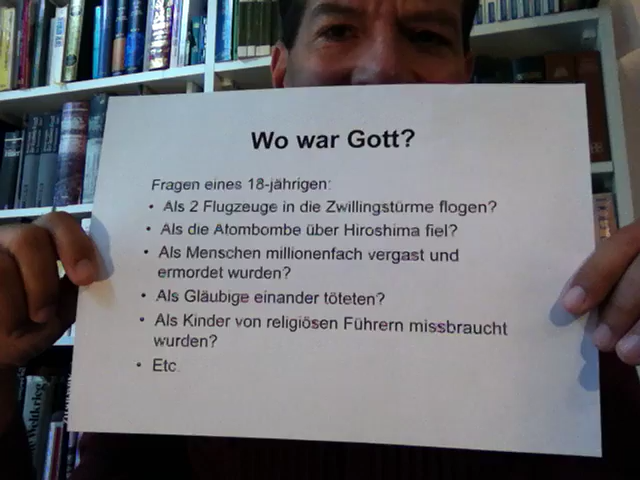 Wo war Gott?
Fragen eines 18-jährigen:
• Als 2 Flugzeuge in die Zwillingstürme flogen?
• Als die Atombombe über Hiroshima fiel?
• Als Menschen millionenfach vergast und
ermordet wurden?
• Als Gläubige einander töteten?
• Als Kinder von religiösen Führern missbraucht
wurden?
• Etc.
Weltkrieg